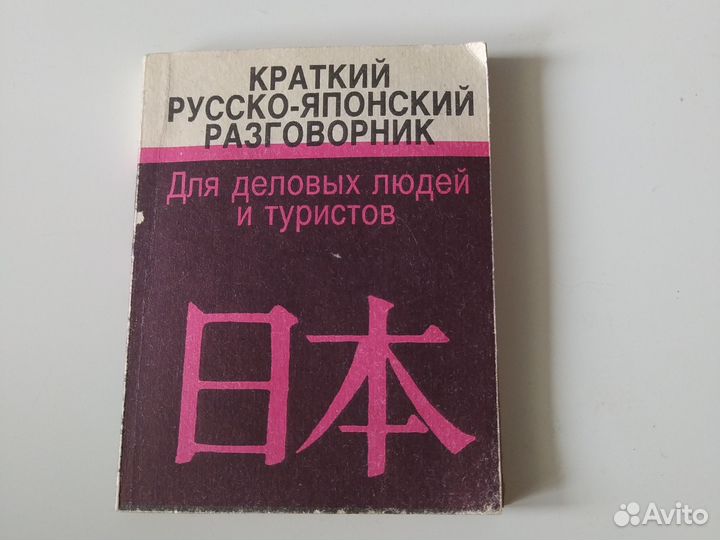 КРАТКИЙ
РУССКО-ЯПОНСКИЙ
РАЗГОВОРНИК
Для деловых людей
и туристов
日本
Avito